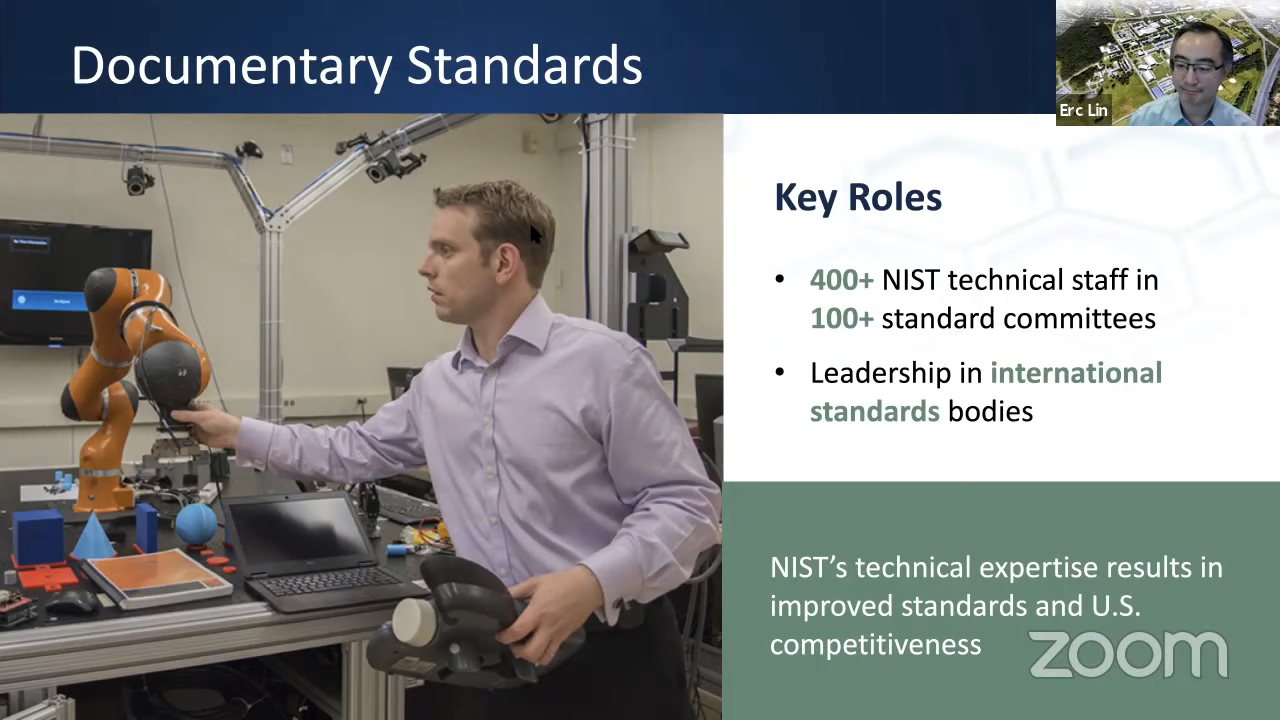 Documentary Standards
Erc Lin
Key Roles
• 400+ NIST technical staff in
100+ standard committees
• Leadership in international
standards bodies
NIST's technical expertise results in
improved standards and U.S.
competitiveness
zoom